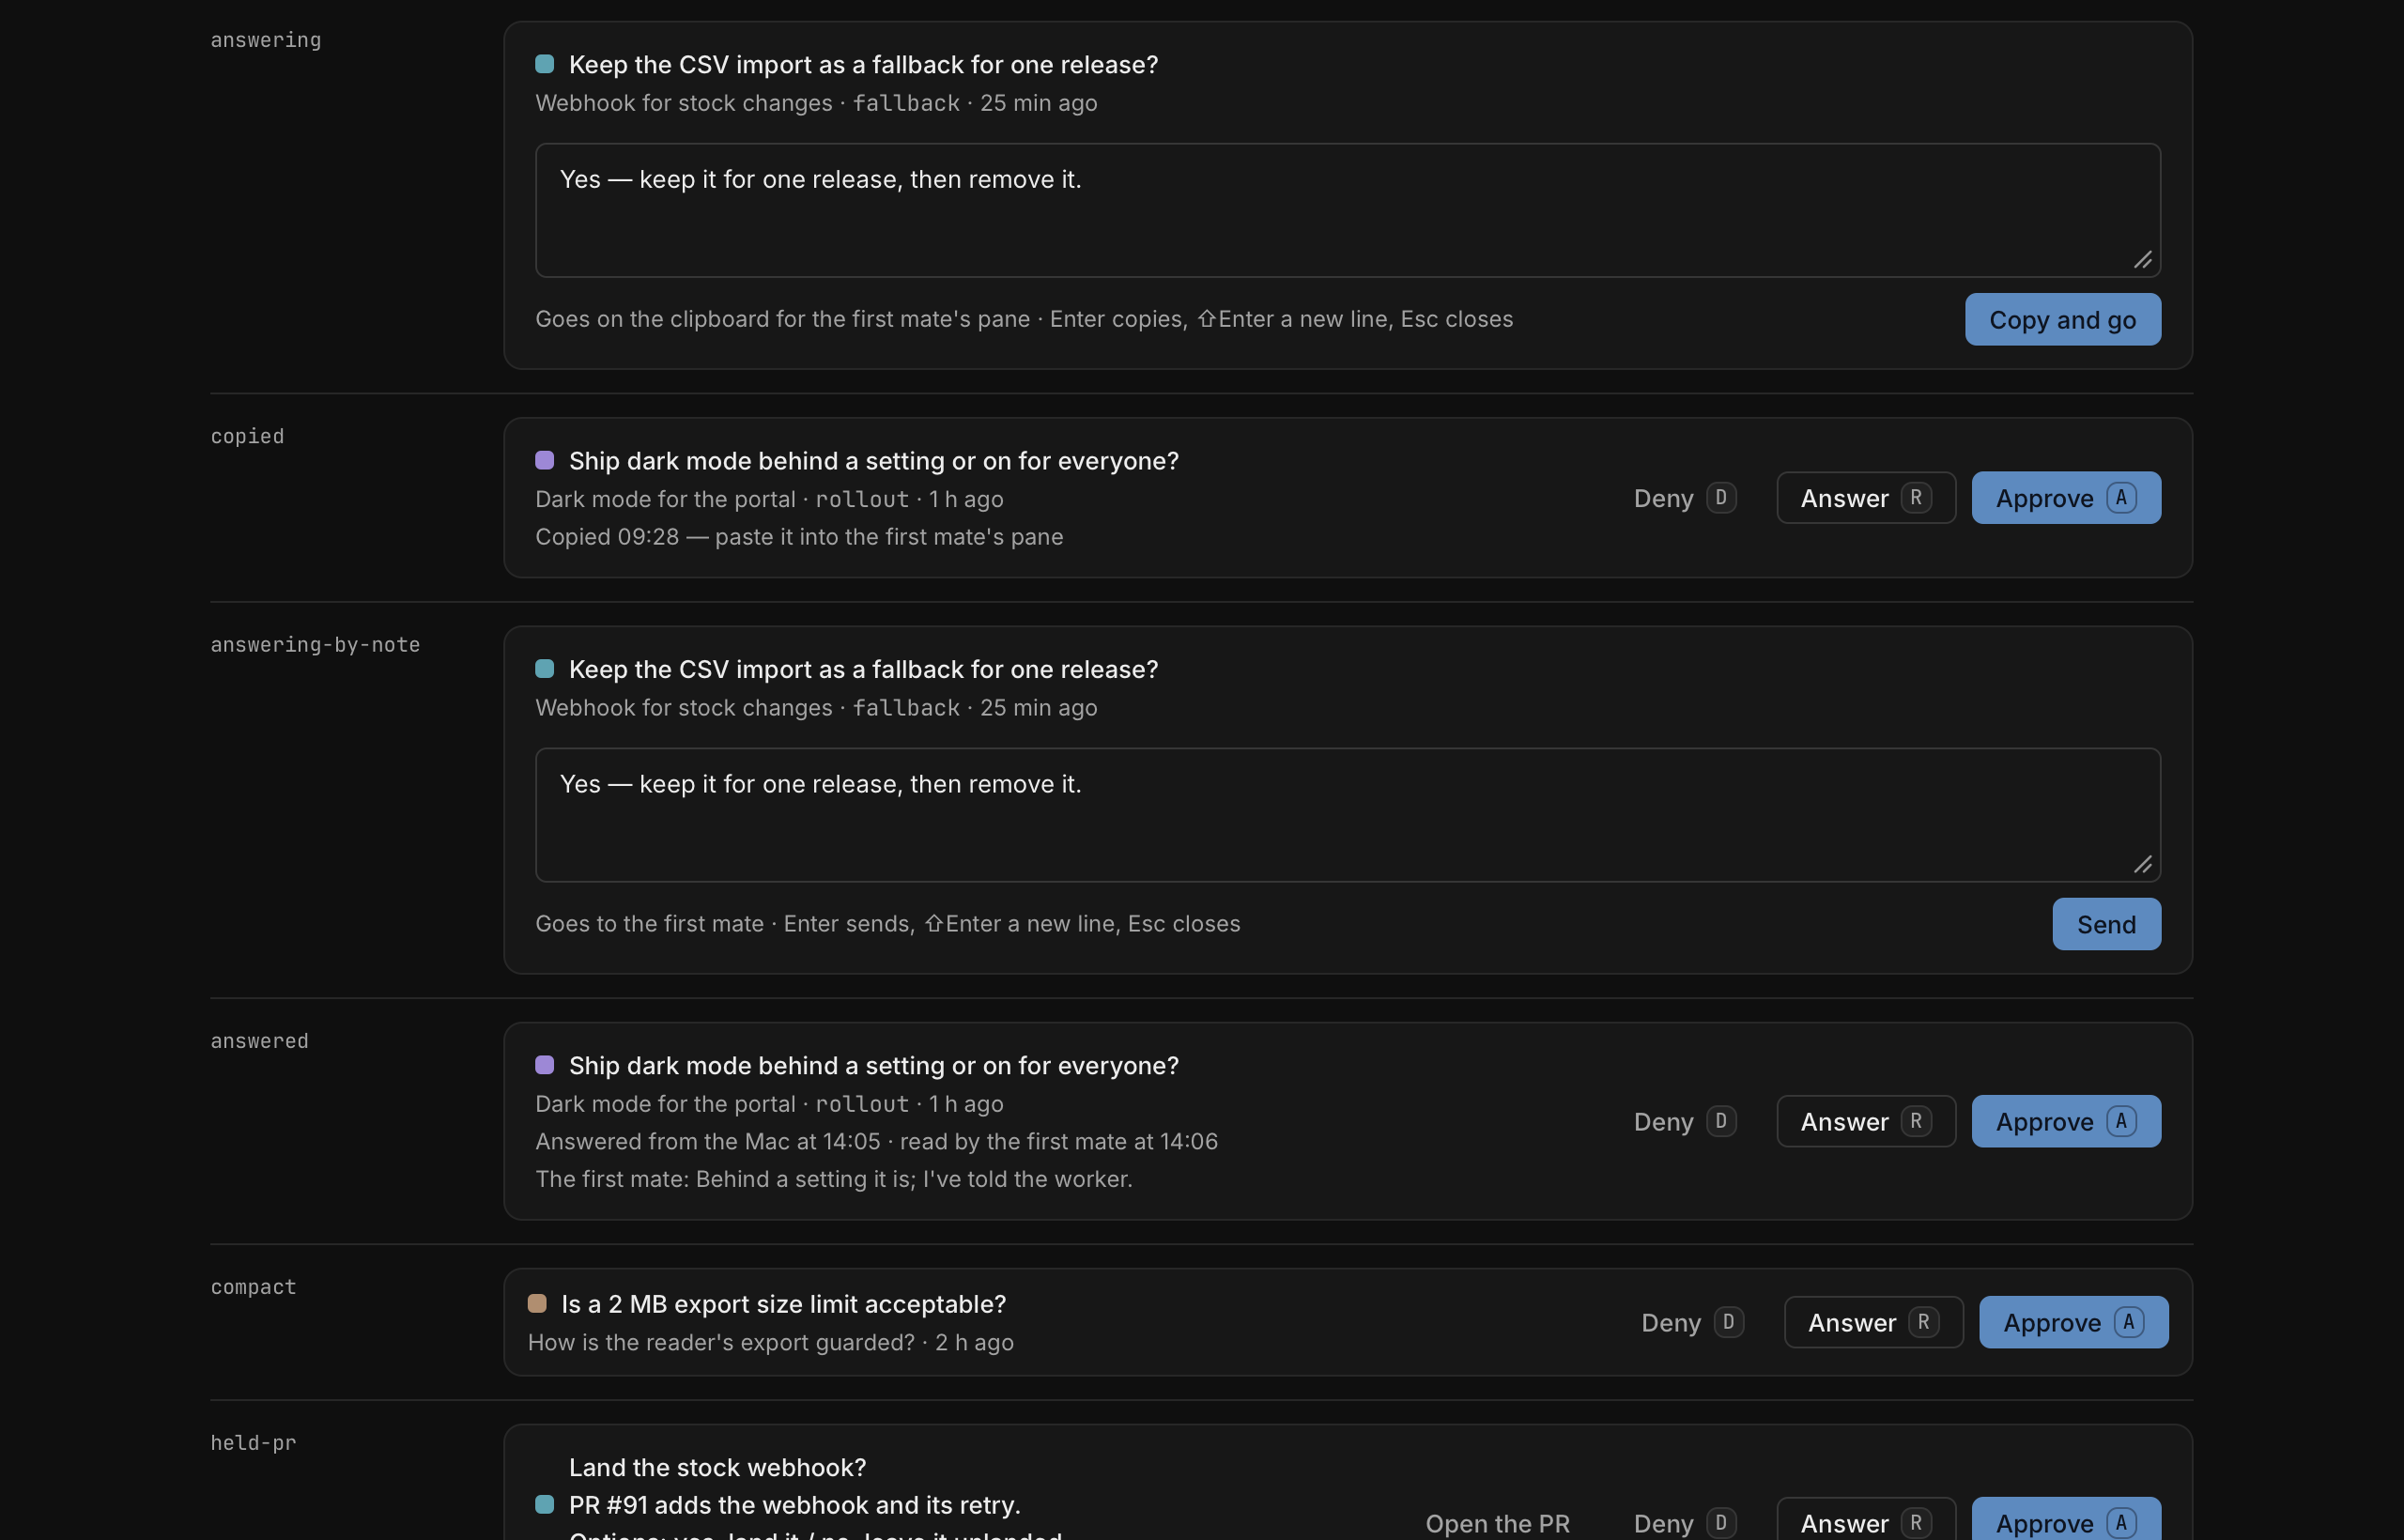 answering
Keep the CSV import as a fallback for one release?
Webhook for stock changes · fallback · 25 min ago
Yes — keep it for one release, then remove it.
Goes on the clipboard for the first mate's pane · Enter copies, ⇧Enter a new line, Esc closes
Copy and go
copied
Ship dark mode behind a setting or on for everyone?
Dark mode for the portal · rollout · 1 h ago
Copied 09:28 — paste it into the first mate's pane
Deny D
Answer R
Approve A
answering-by-note
Keep the CSV import as a fallback for one release?
Webhook for stock changes · fallback · 25 min ago
Yes — keep it for one release, then remove it.
Goes to the first mate · Enter sends, ⇧Enter a new line, Esc closes
Send
answered
Ship dark mode behind a setting or on for everyone?
Dark mode for the portal · rollout · 1 h ago
Answered from the Mac at 14:05 · read by the first mate at 14:06
The first mate: Behind a setting it is; I've told the worker.
Deny D
Answer R
Approve A
compact
Is a 2 MB export size limit acceptable?
How is the reader's export guarded? · 2 h ago
Deny D
Answer R
Approve A
held-pr
Land the stock webhook?
PR #91 adds the webhook and its retry.
Options: yes, land it / no, leave it unlanded
Open the PR
Deny D
Answer R
Approve A